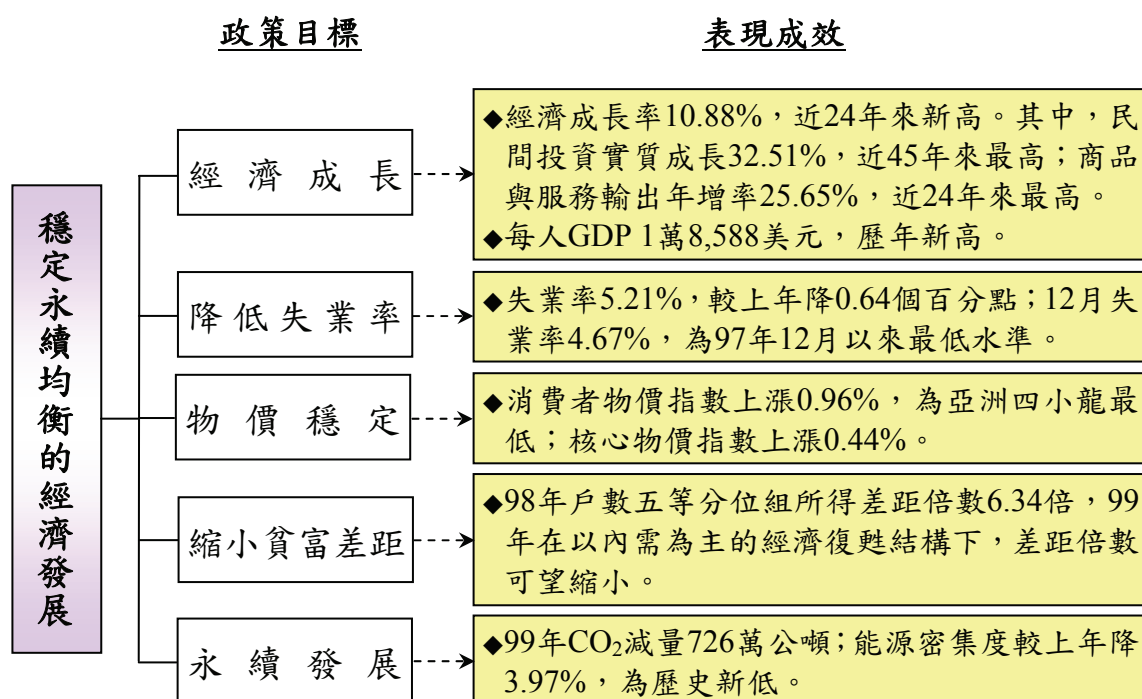 政策目標
表現成效
穩定永續均衡的經濟發展
經濟成長
◆經濟成長率10.88%，近24年來新高。其中，民
間投資實質成長32.51%，近45年來最高；商品
與服務輸出年增率25.65%，近24年來最高。
◆每人GDP 1萬8,588美元，歷年新高。
降低失業率
◆失業率5.21%，較上年降0.64個百分點；12月失
業率4.67%，為97年12月以來最低水準。
物價穩定
◆消費者物價指數上漲0.96%，為亞洲四小龍最
低；核心物價指數上漲0.44%。
縮小貧富差距
◆98年戶數五等分位組所得差距倍數6.34倍，99
年在以內需為主的經濟復甦結構下，差距倍數
可望縮小。
永續發展
◆99年CO₂減量726萬公噸；能源密集度較上年降
3.97%，為歷史新低。